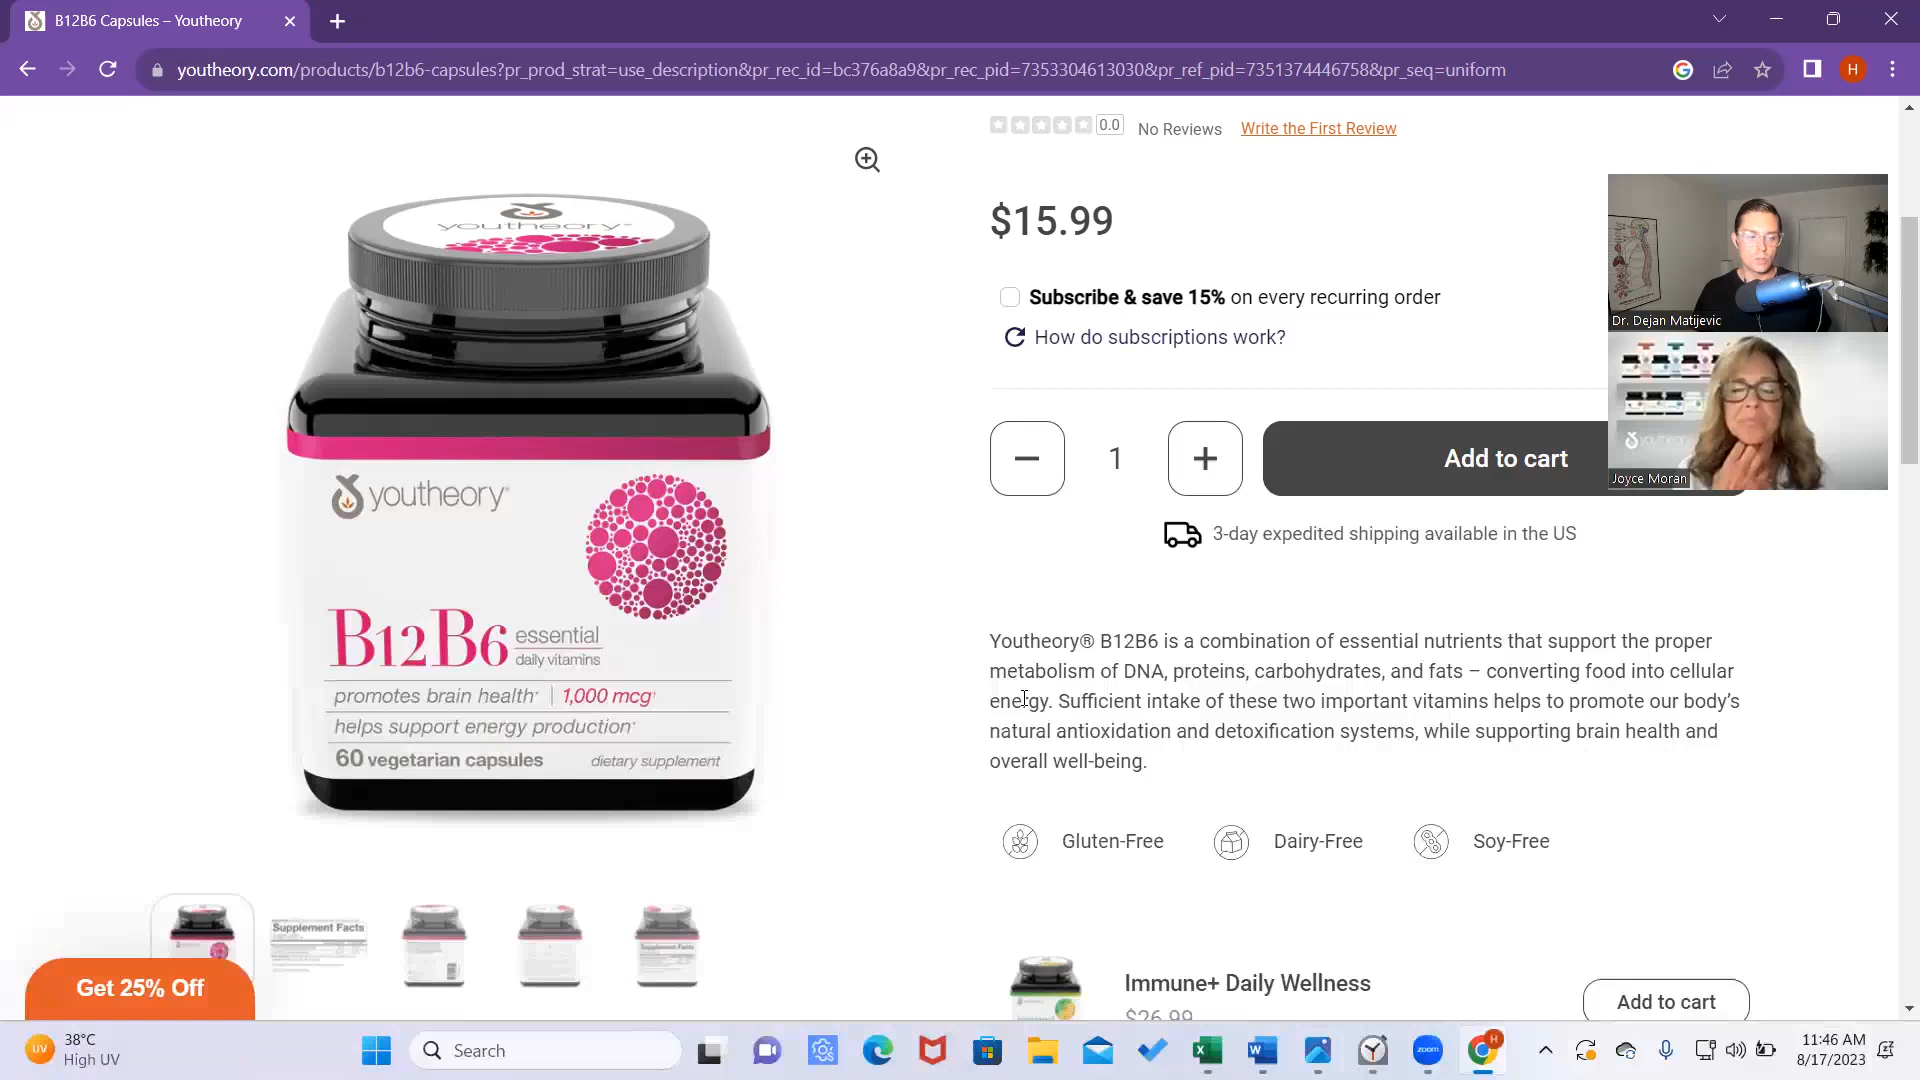 B12B6 Capsules – Youtheory
youtheory.com/products/b12b6-capsules?pr_prod_strat=use_description&pr_rec_id=bc376a8a9&pr_rec_pid=7353304613030&pr_ref_pid=7351374446758&pr_seq=uniform
H
0.0 No Reviews Write the First Review
$15.99
Subscribe & save 15% on every recurring order
How do subscriptions work?
Dr. Dejan Matijevic
youtheory
Joyce Moran
− 1 + Add to cart
3-day expedited shipping available in the US
youtheory™
youtheory
B12B6 essential
daily vitamins
promotes brain health* | 1,000 mcg†
helps support energy production*
60 vegetarian capsules dietary supplement
Youtheory® B12B6 is a combination of essential nutrients that support the proper
metabolism of DNA, proteins, carbohydrates, and fats – converting food into cellular
energy. Sufficient intake of these two important vitamins helps to promote our body’s
natural antioxidation and detoxification systems, while supporting brain health and
overall well-being.
Gluten-Free Dairy-Free Soy-Free
Supplement Facts
Supplement Facts
Get 25% Off
Immune+ Daily Wellness
$26.99
Add to cart
UV
38°C
High UV
Search
zoom
H
11:46 AM
8/17/2023